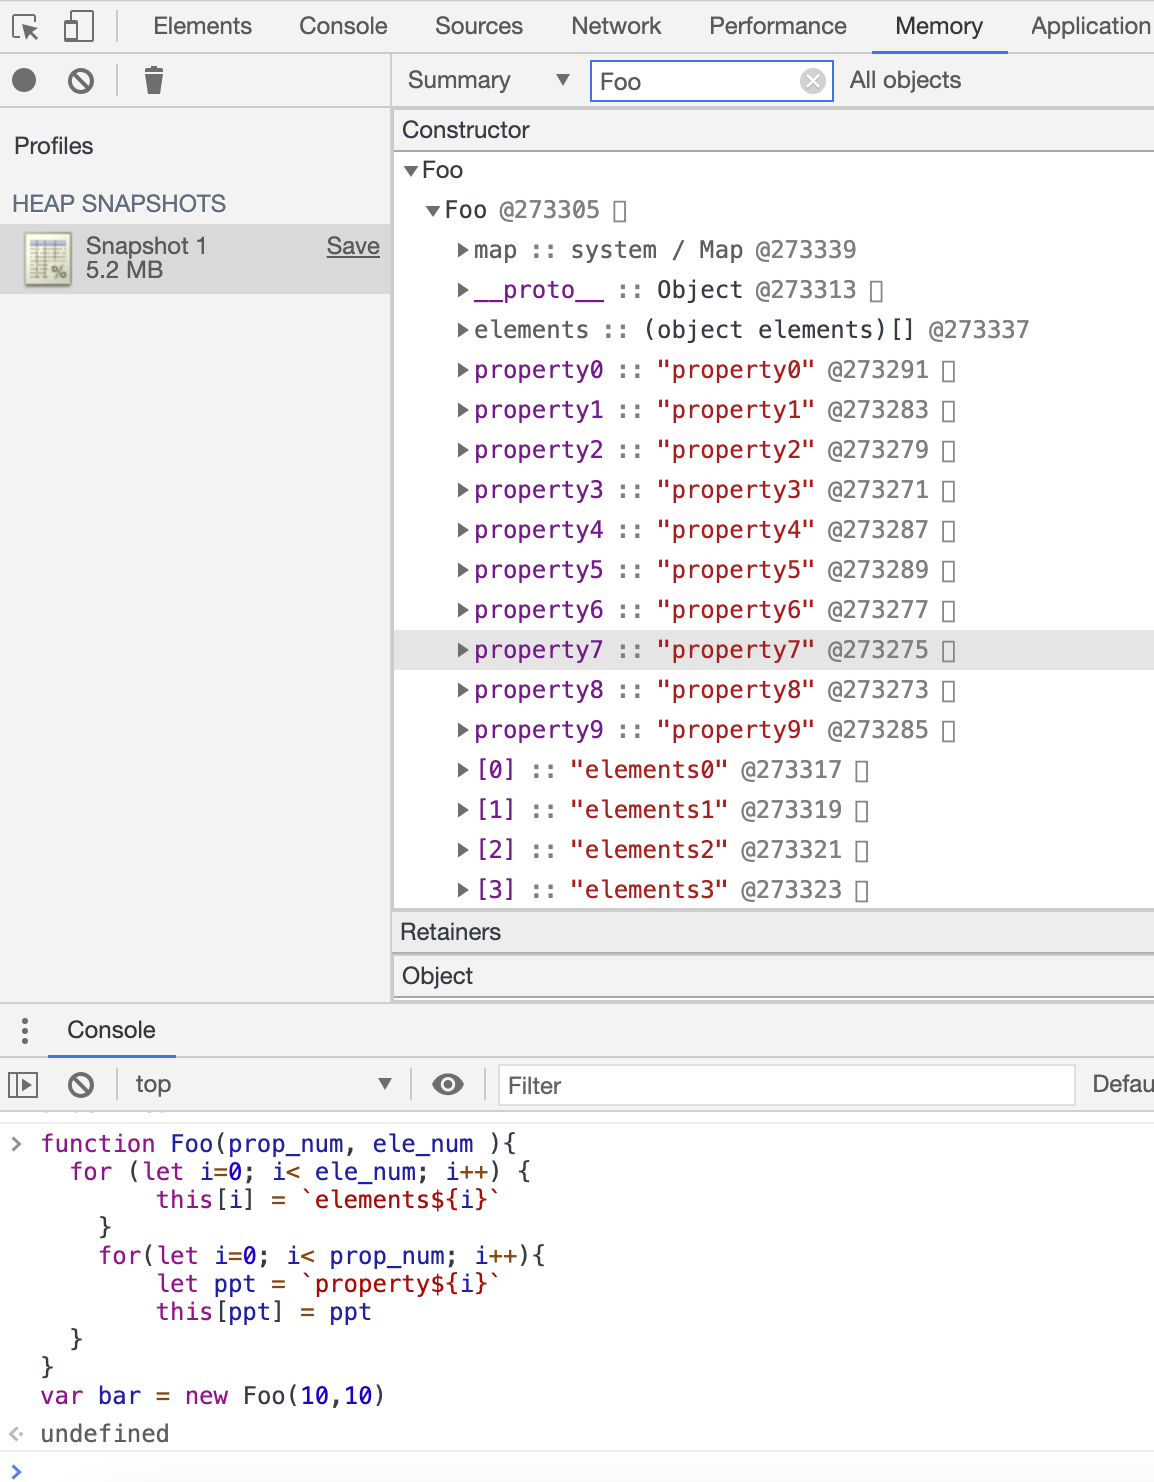 Elements Console Sources Network Performance Memory Application
Summary ▼ Foo All objects
Profiles
HEAP SNAPSHOTS
Snapshot 1 Save
5.2 MB
Constructor
▼Foo
▼Foo @273305
▶map :: system / Map @273339
▶__proto__ :: Object @273313
▶elements :: (object elements)[] @273337
▶property0 :: "property0" @273291
▶property1 :: "property1" @273283
▶property2 :: "property2" @273279
▶property3 :: "property3" @273271
▶property4 :: "property4" @273287
▶property5 :: "property5" @273289
▶property6 :: "property6" @273277
▶property7 :: "property7" @273275
▶property8 :: "property8" @273273
▶property9 :: "property9" @273285
▶[0] :: "elements0" @273317
▶[1] :: "elements1" @273319
▶[2] :: "elements2" @273321
▶[3] :: "elements3" @273323
Retainers
Object
Console
top ▼ Filter Defau
> function Foo(prop_num, ele_num ){
for (let i=0; i< ele_num; i++) {
this[i] = `elements${i}`
}
for(let i=0; i< prop_num; i++){
let ppt = `property${i}`
this[ppt] = ppt
}
}
var bar = new Foo(10,10)
undefined
>